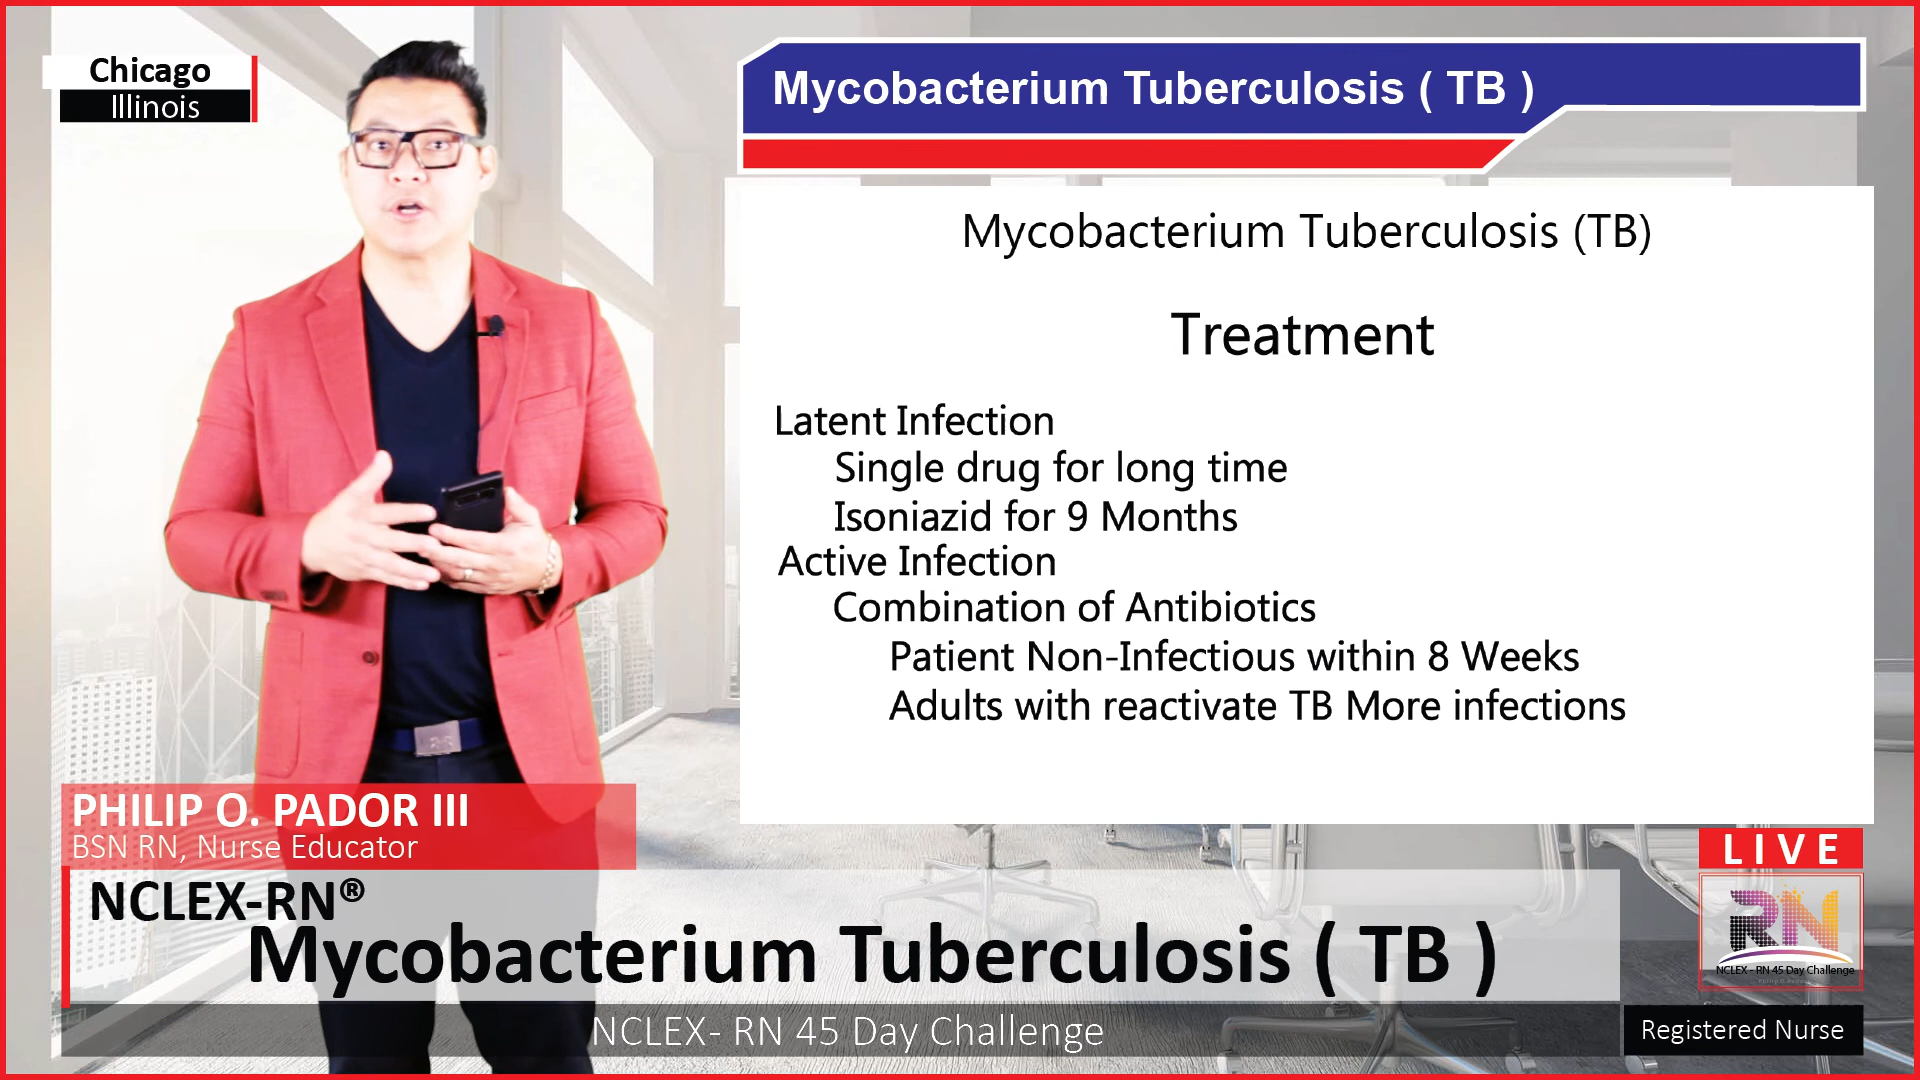 Chicago
Illinois
Mycobacterium Tuberculosis ( TB )
Mycobacterium Tuberculosis (TB)
Treatment
Latent Infection
Single drug for long time
Isoniazid for 9 Months
Active Infection
Combination of Antibiotics
Patient Non-Infectious within 8 Weeks
Adults with reactivate TB More infections
PHILIP O. PADOR III
BSN RN, Nurse Educator
NCLEX-RN®
Mycobacterium Tuberculosis ( TB )
NCLEX- RN 45 Day Challenge
LIVE
RN
NCLEX - RN 45 Day Challenge
Registered Nurse